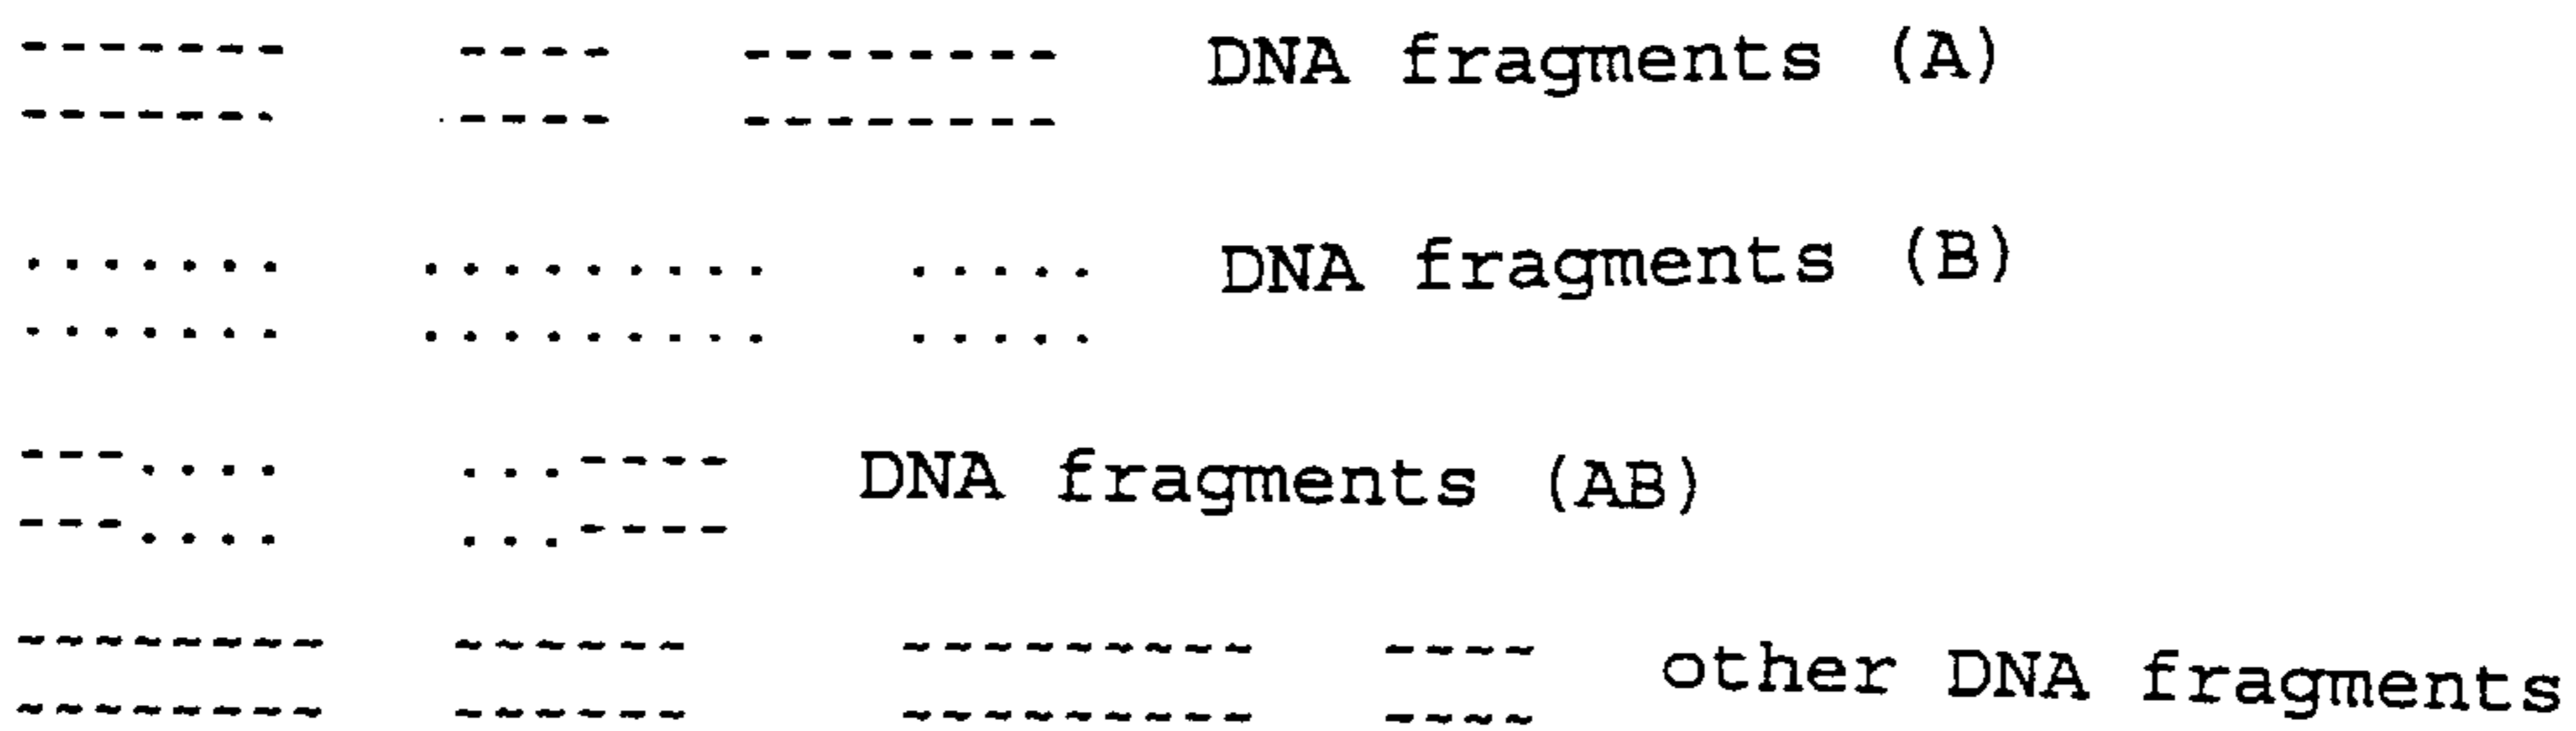 ------- ---- -------- DNA fragments (A)
------- ---- --------
....... ......... ..... DNA fragments (B)
....... ......... .....
---.... ...---- DNA fragments (AB)
---.... ...----
~~~~~~~~ ~~~~~~ ~~~~~~~~~ ~~~~ other DNA fragments
~~~~~~~~ ~~~~~~ ~~~~~~~~~ ~~~~